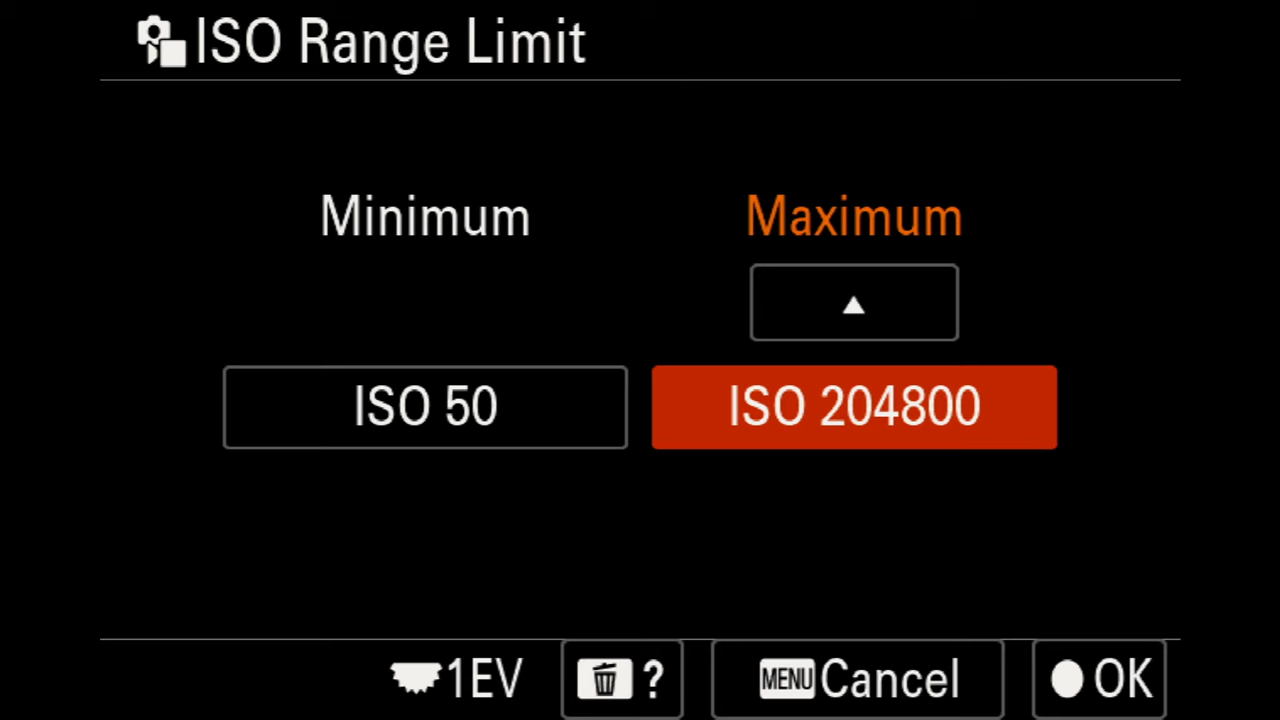 ISO Range Limit
Minimum Maximum
ISO 50 ISO 204800
1EV ? MENU Cancel OK